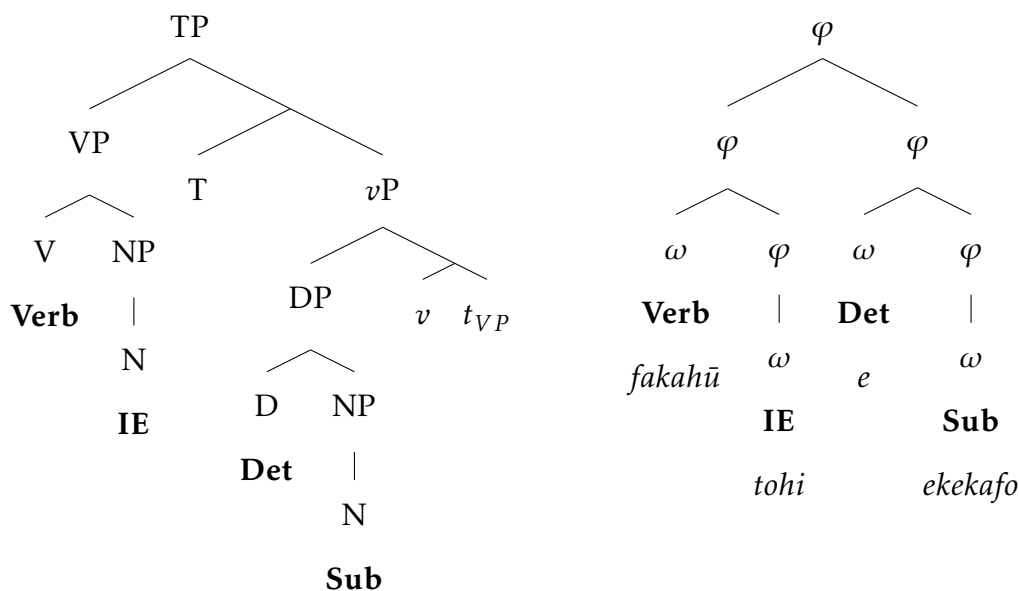 TP φ
VP T vP φ φ
V NP DP v t_VP ω φ ω φ
Verb | | Verb | Det |
N D NP fakahū ω e ω
IE Det | IE Sub
N tohi ekekafo
Sub